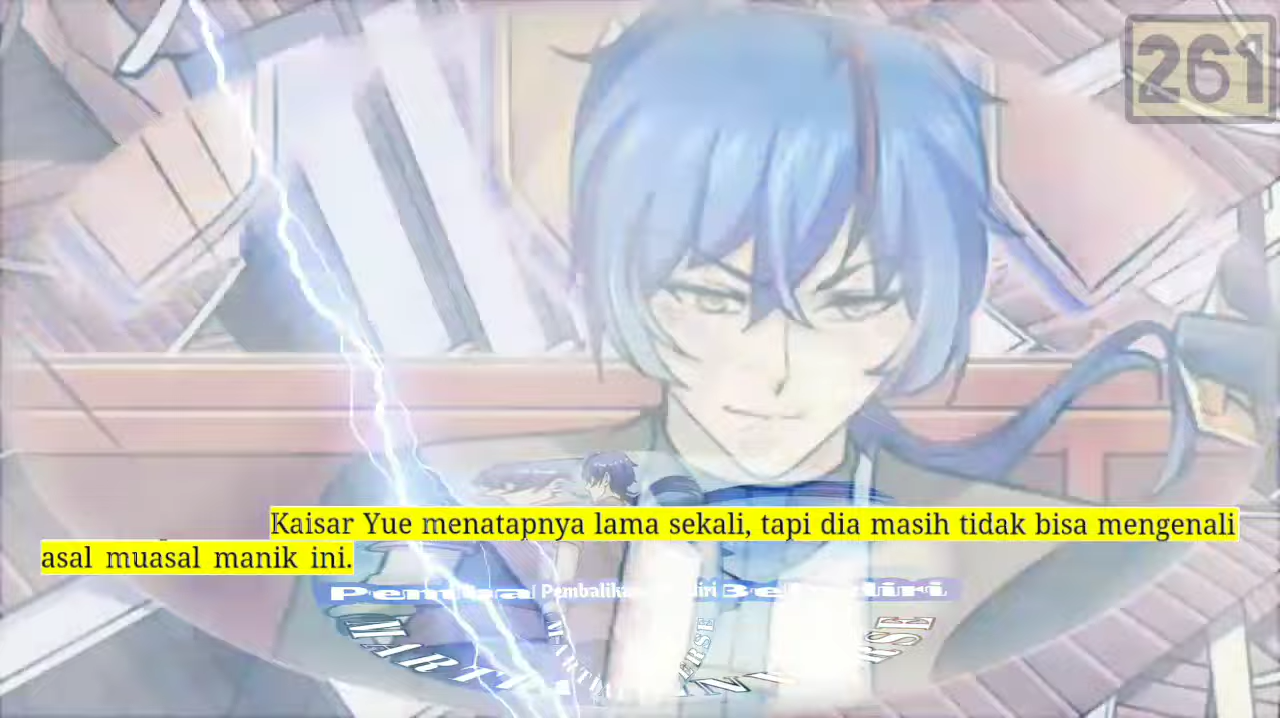 261
Kaisar Yue menatapnya lama sekali, tapi dia masih tidak bisa mengenali
asal muasal manik ini.